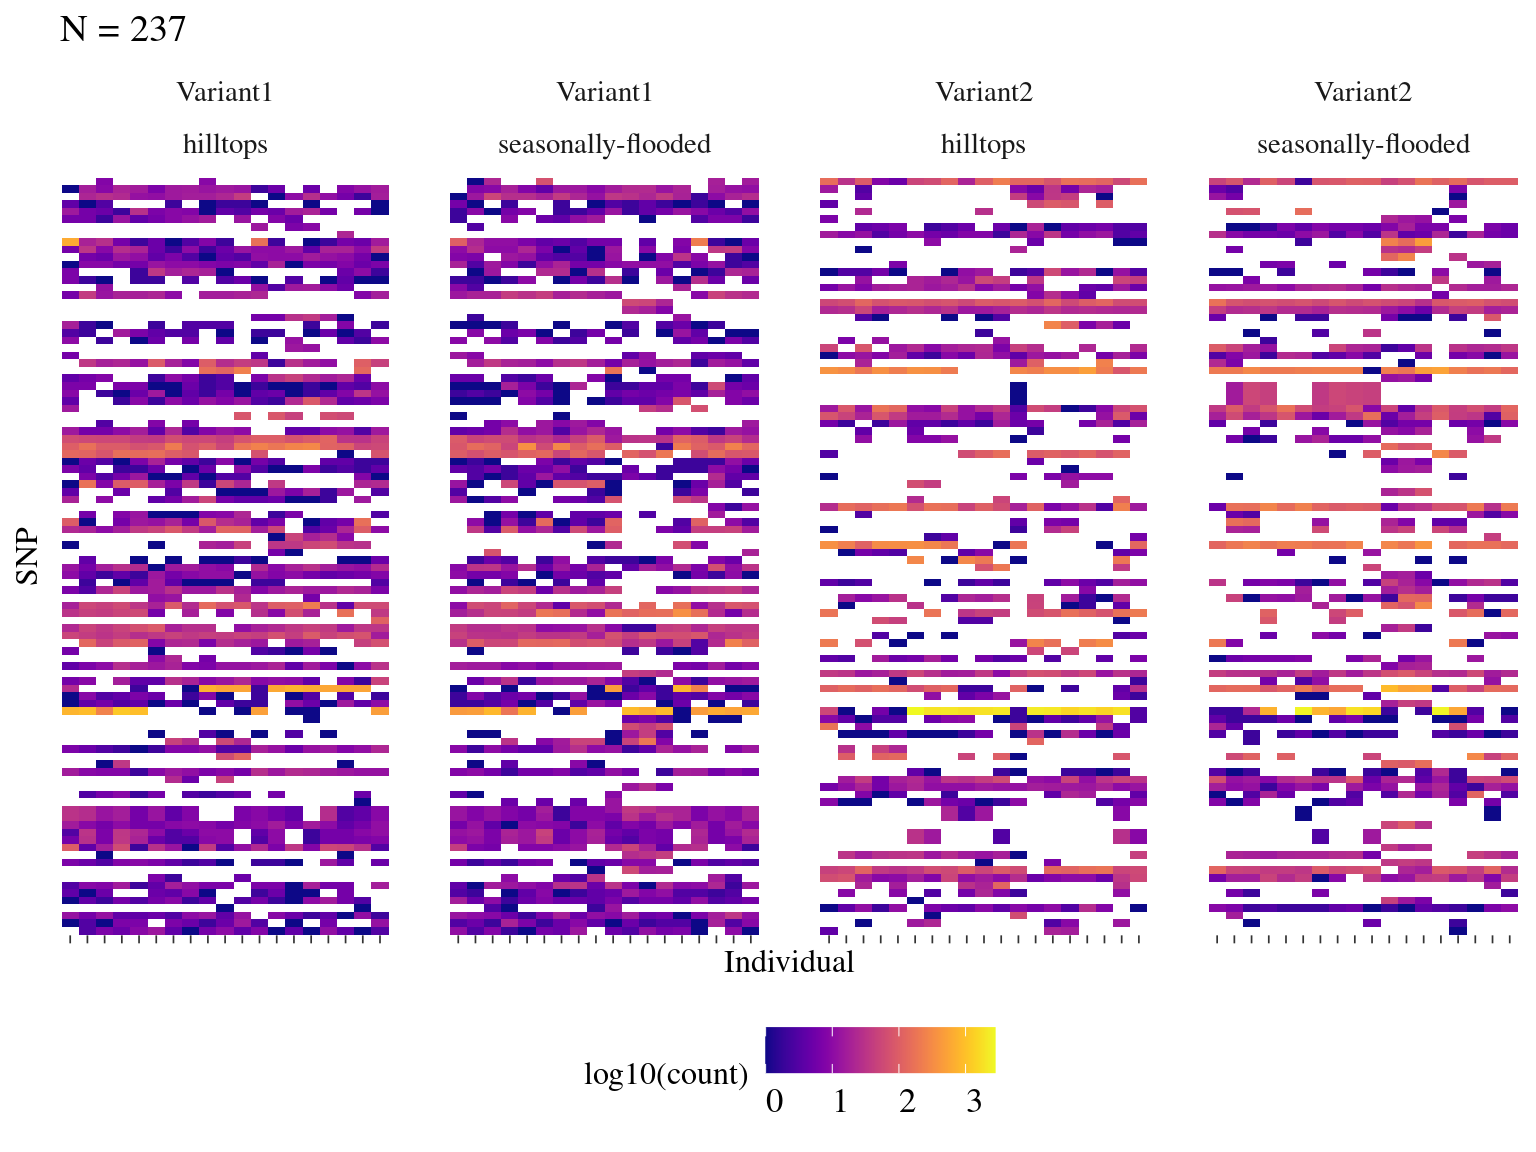 N = 237
Variant1 Variant1 Variant2 Variant2
hilltops seasonally-flooded hilltops seasonally-flooded
SNP
Individual
log10(count)
0 1 2 3